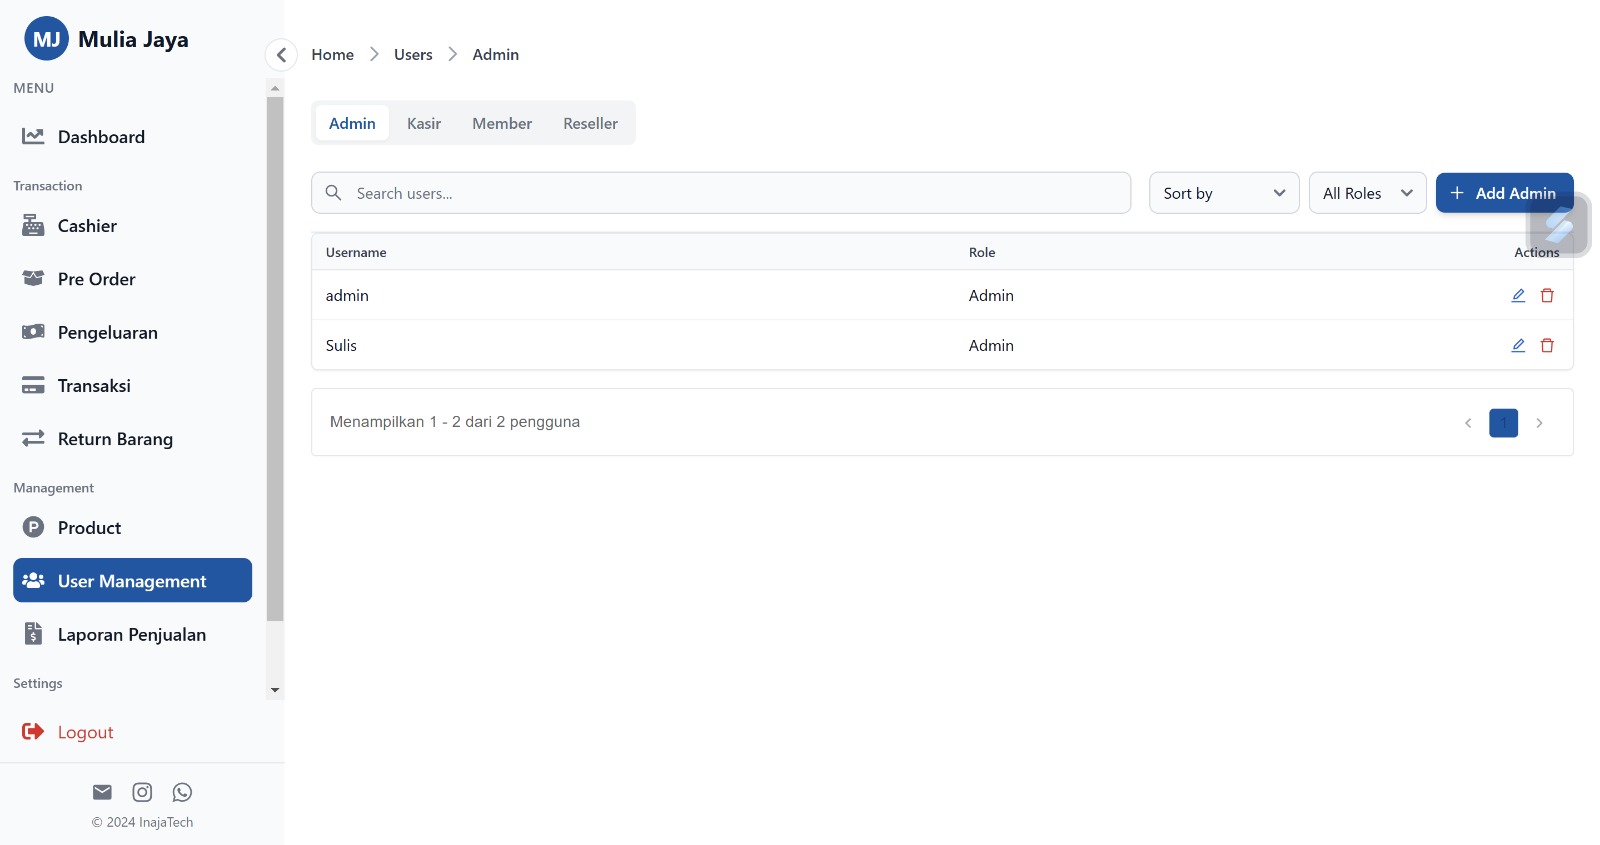 MJ Mulia Jaya
MENU
Dashboard
Transaction
Cashier
Pre Order
Pengeluaran
Transaksi
Return Barang
Management
P Product
User Management
Laporan Penjualan
Settings
Logout
© 2024 InajaTech
Home Users Admin
Admin Kasir Member Reseller
Search users... Sort by All Roles + Add Admin
Username Role Actions
admin Admin
Sulis Admin
Menampilkan 1 - 2 dari 2 pengguna 1